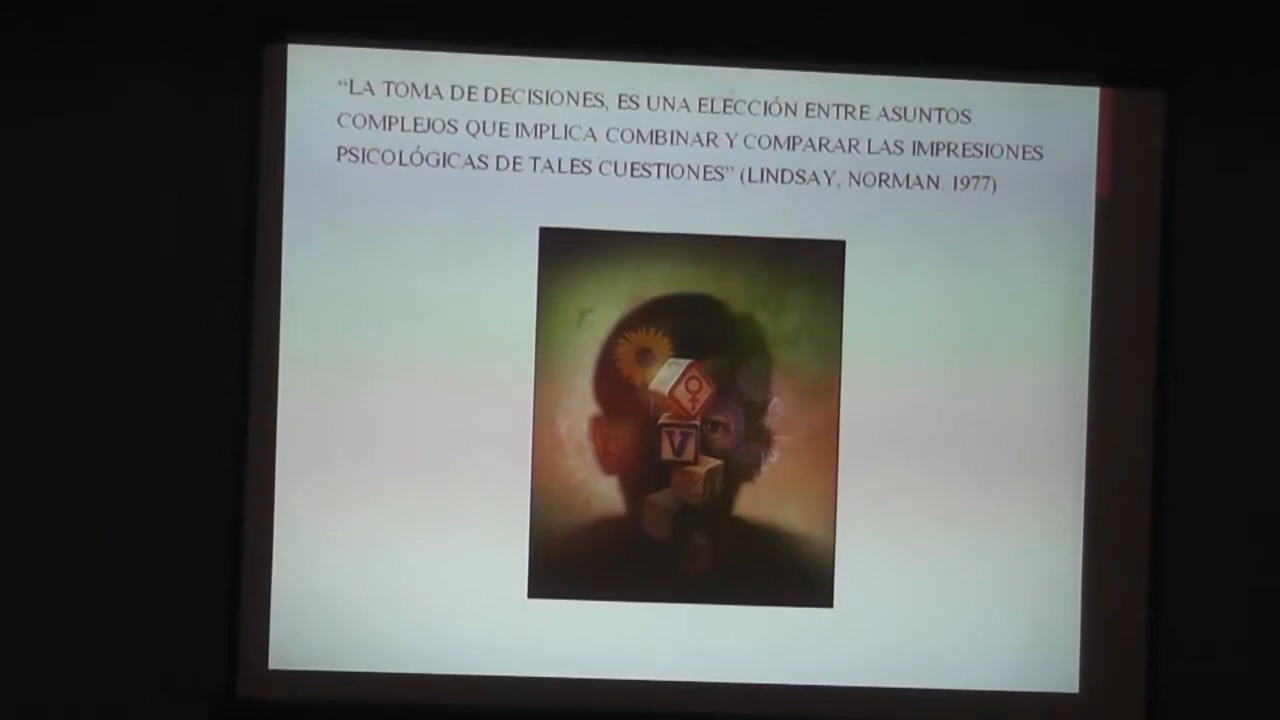 “LA TOMA DE DECISIONES, ES UNA ELECCIÓN ENTRE ASUNTOS
COMPLEJOS QUE IMPLICA COMBINAR Y COMPARAR LAS IMPRESIONES
PSICOLÓGICAS DE TALES CUESTIONES” (LINDSAY, NORMAN. 1977)
V